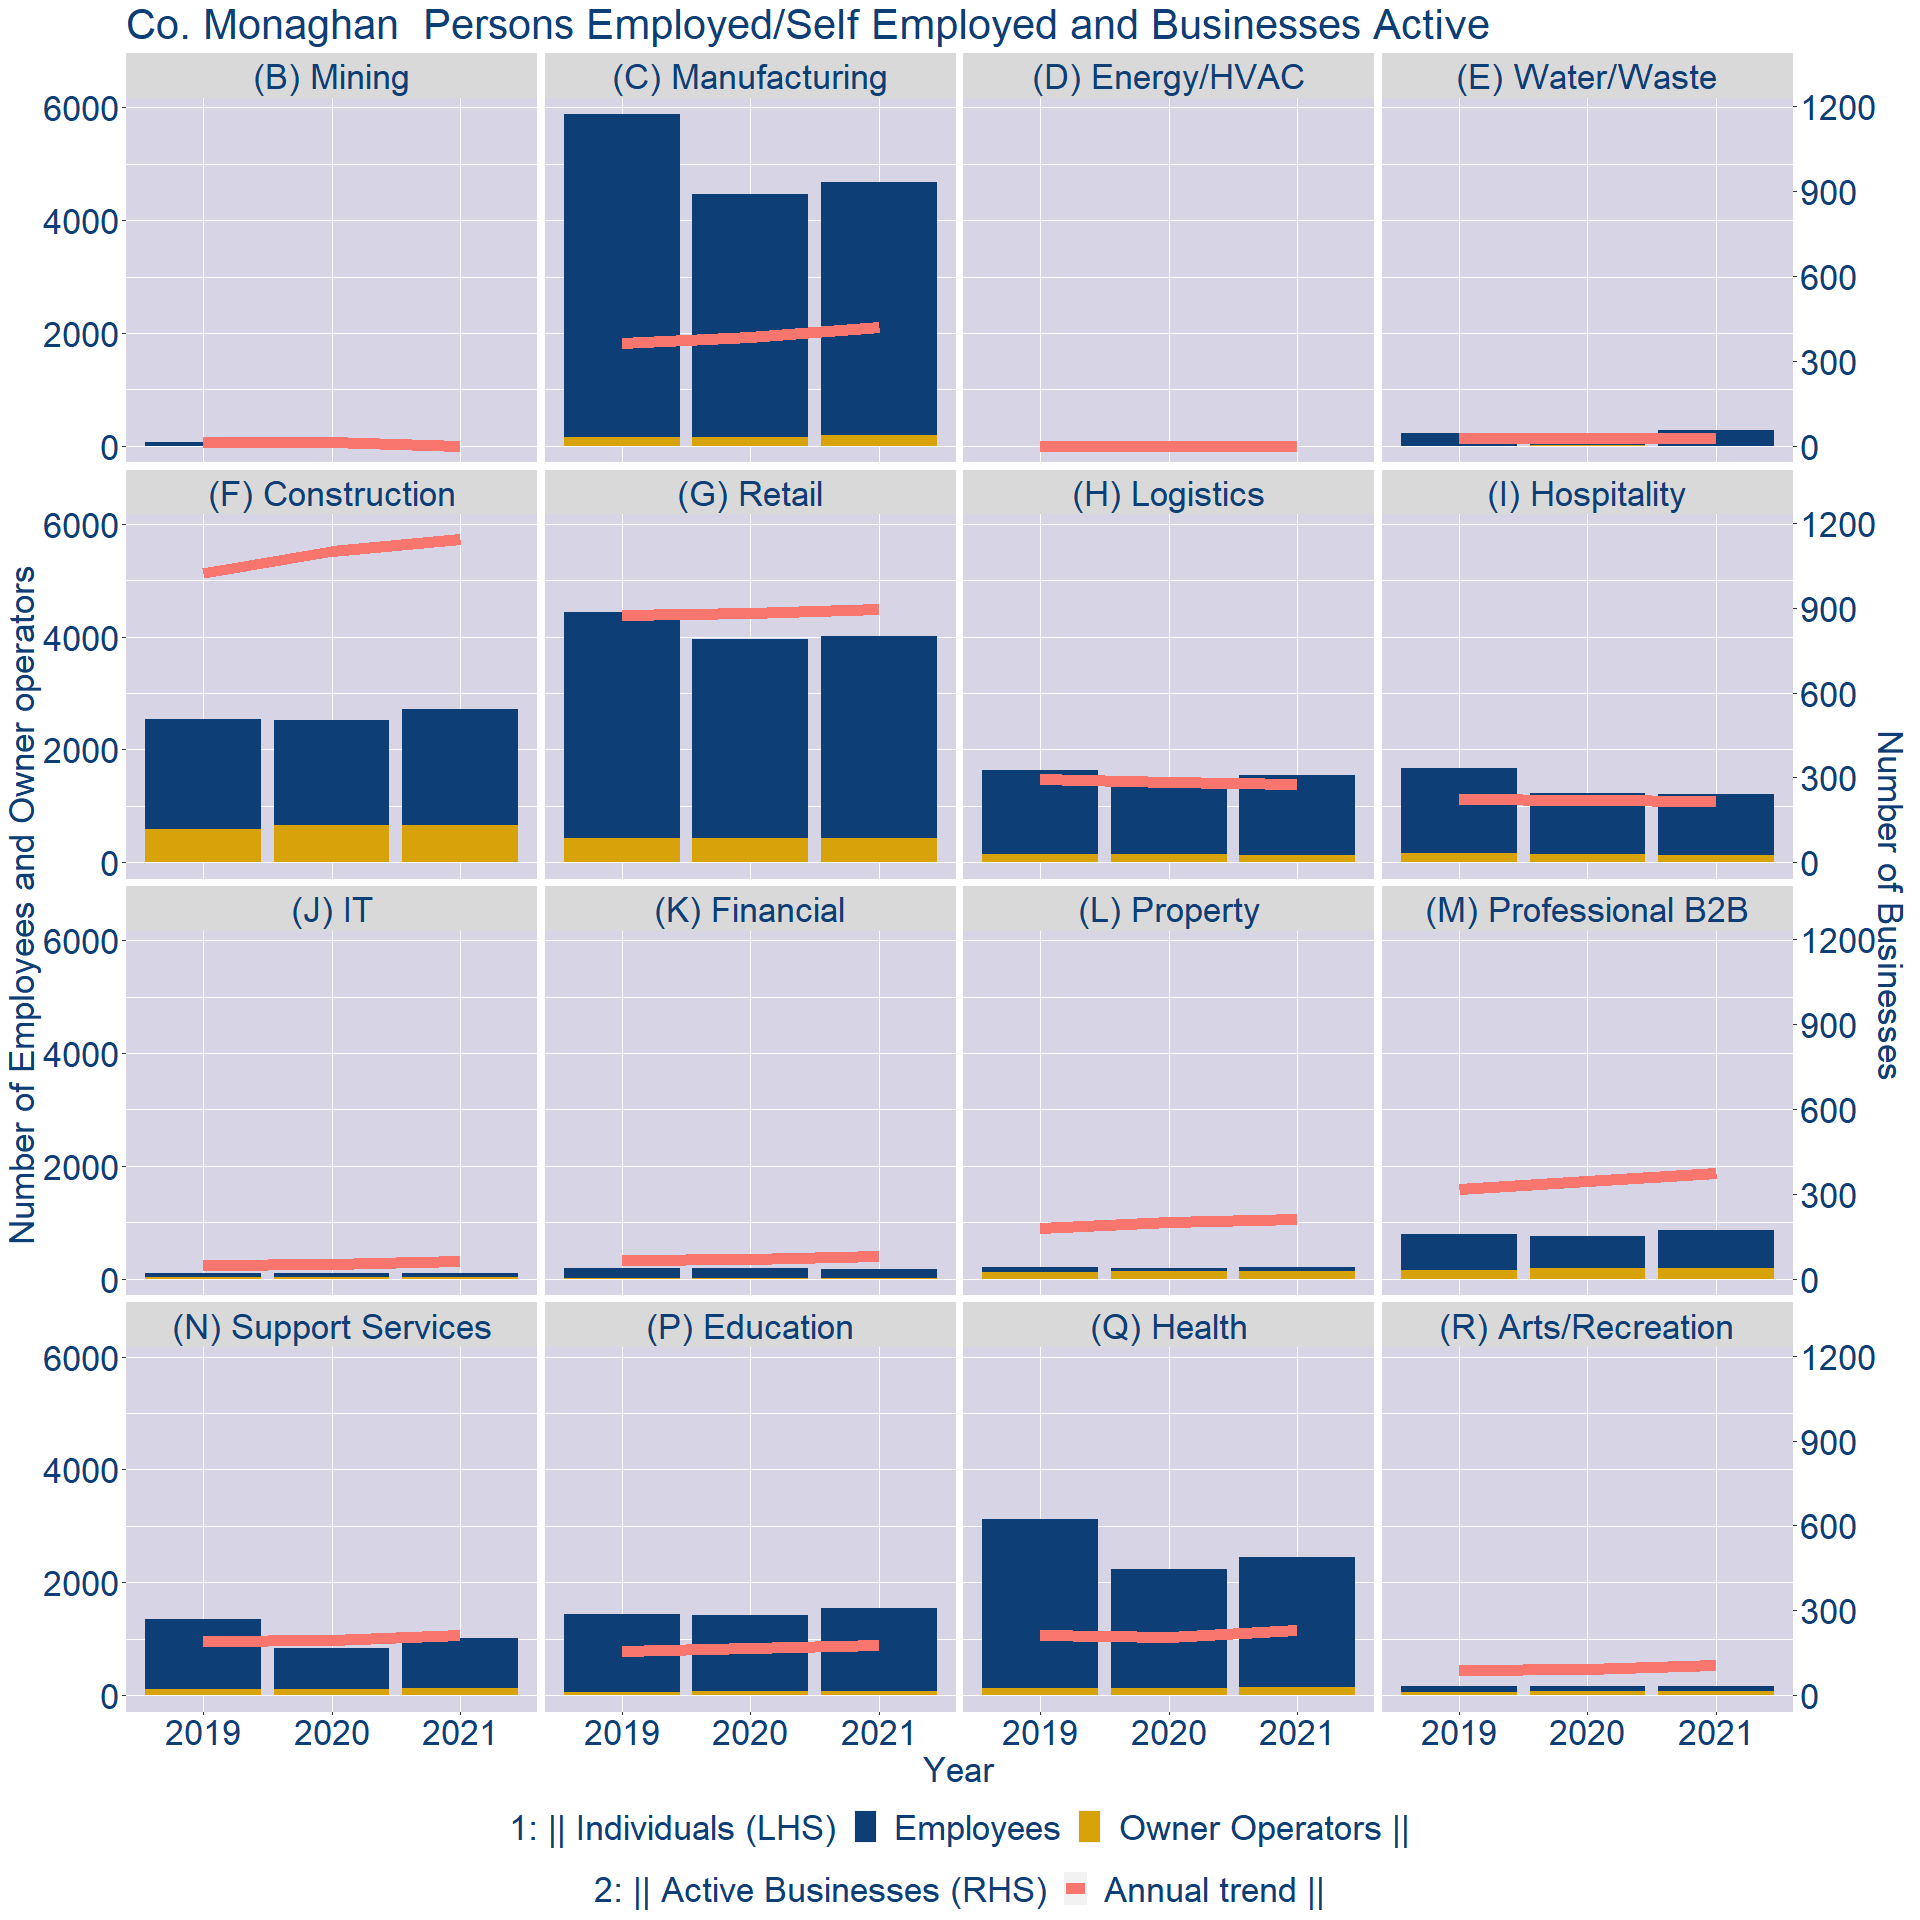 Co. Monaghan  Persons Employed/Self Employed and Businesses Active
(B) Mining
(C) Manufacturing
(D) Energy/HVAC
(E) Water/Waste
6000
4000
2000
0
1200
900
600
300
0
(F) Construction
(G) Retail
(H) Logistics
(I) Hospitality
6000
4000
2000
0
1200
900
600
300
0
Number of Employees and Owner operators
Number of Businesses
(J) IT
(K) Financial
(L) Property
(M) Professional B2B
6000
4000
2000
0
1200
900
600
300
0
(N) Support Services
(P) Education
(Q) Health
(R) Arts/Recreation
6000
4000
2000
0
1200
900
600
300
0
2019 2020 2021 2019 2020 2021 2019 2020 2021 2019 2020 2021
Year
1: || Individuals (LHS) Employees Owner Operators ||
2: || Active Businesses (RHS) Annual trend ||